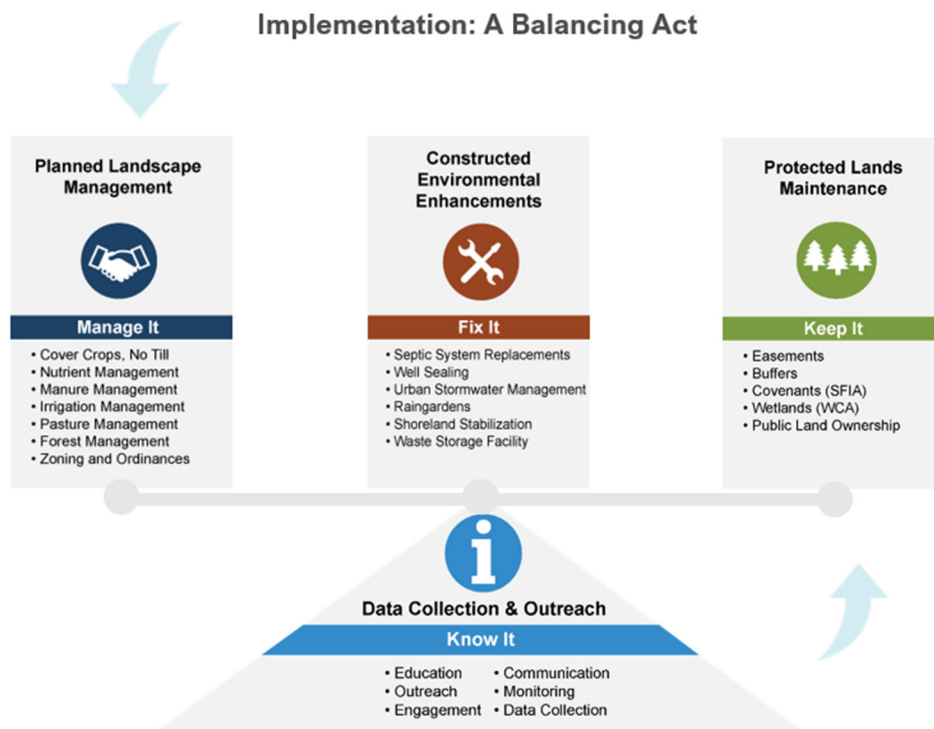 Implementation: A Balancing Act
Planned Landscape
Management
Manage It
• Cover Crops, No Till
• Nutrient Management
• Manure Management
• Irrigation Management
• Pasture Management
• Forest Management
• Zoning and Ordinances
Constructed
Environmental
Enhancements
Fix It
• Septic System Replacements
• Well Sealing
• Urban Stormwater Management
• Raingardens
• Shoreland Stabilization
• Waste Storage Facility
Protected Lands
Maintenance
Keep It
• Easements
• Buffers
• Covenants (SFIA)
• Wetlands (WCA)
• Public Land Ownership
i
Data Collection & Outreach
Know It
• Education
• Outreach
• Engagement
• Communication
• Monitoring
• Data Collection